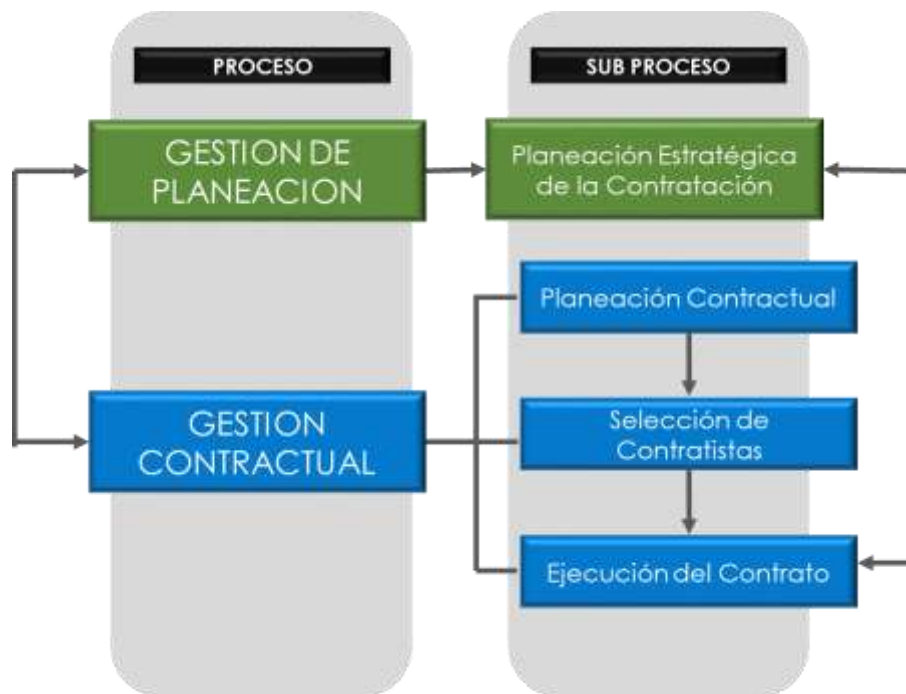 PROCESO
SUB PROCESO
GESTION DE
PLANEACION
Planeación Estratégica
de la Contratación
Planeación Contractual
GESTION
CONTRACTUAL
Selección de
Contratistas
Ejecución del Contrato